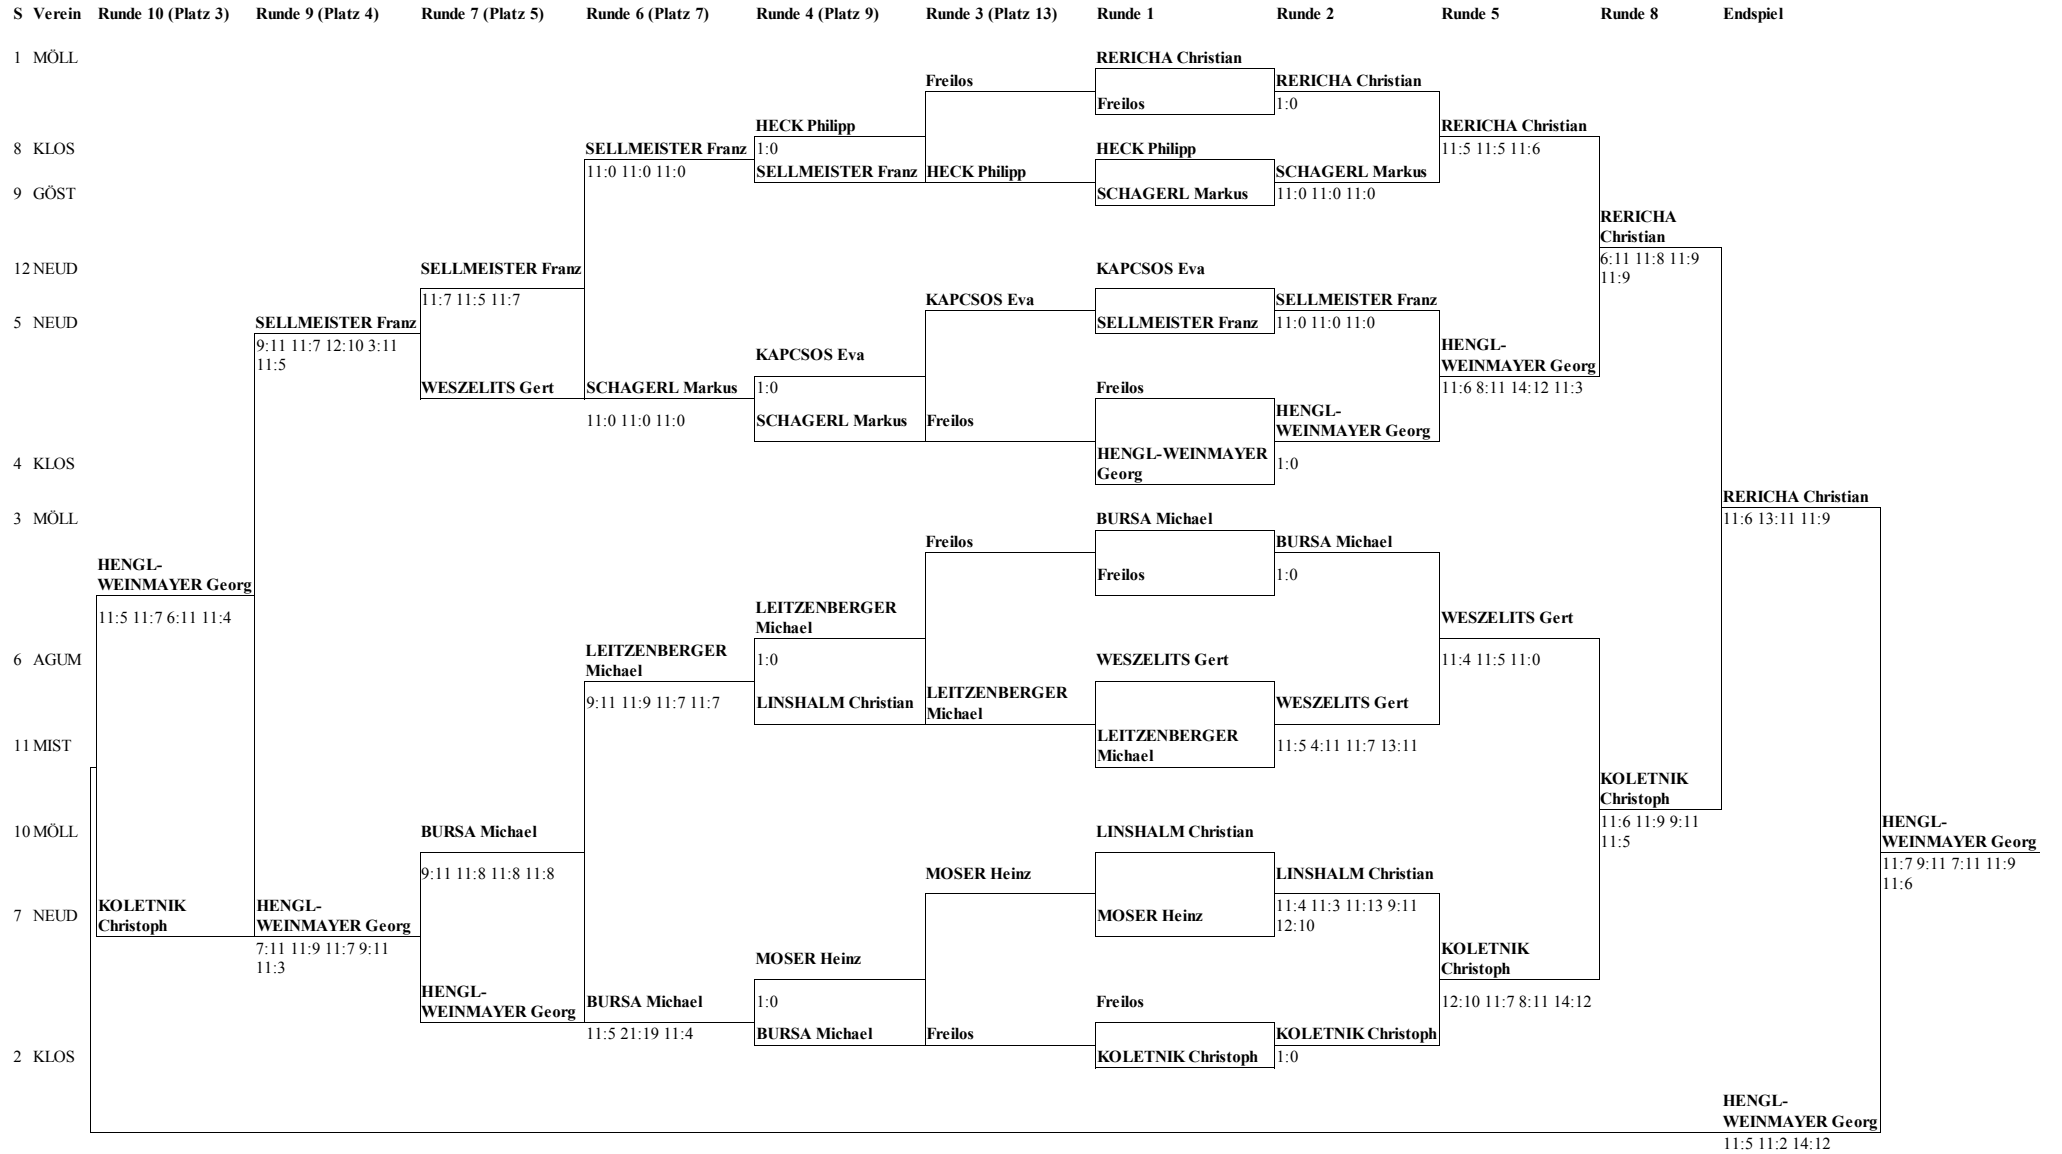 S Verein Runde 10 (Platz 3) Runde 9 (Platz 4) Runde 7 (Platz 5) Runde 6 (Platz 7) Runde 4 (Platz 9) Runde 3 (Platz 13) Runde 1 Runde 2 Runde 5 Runde 8 Endspiel
1 MÖLL RERICHA Christian
Freilos RERICHA Christian
Freilos 1:0
HECK Philipp RERICHA Christian
8 KLOS SELLMEISTER Franz 1:0 HECK Philipp 11:5 11:5 11:6
11:0 11:0 11:0 SELLMEISTER Franz HECK Philipp SCHAGERL Markus
9 GÖST SCHAGERL Markus 11:0 11:0 11:0
RERICHA
Christian
6:11 11:8 11:9
11:9
12 NEUD SELLMEISTER Franz KAPCSOS Eva
11:7 11:5 11:7 KAPCSOS Eva SELLMEISTER Franz
5 NEUD SELLMEISTER Franz SELLMEISTER Franz 11:0 11:0 11:0
9:11 11:7 12:10 3:11
11:5
KAPCSOS Eva
HENGL-
WEINMAYER Georg
WESZELITS Gert SCHAGERL Markus 1:0 Freilos 11:6 8:11 14:12 11:3
11:0 11:0 11:0 SCHAGERL Markus Freilos
HENGL-
WEINMAYER Georg
4 KLOS
HENGL-WEINMAYER
Georg
1:0
RERICHA Christian
3 MÖLL BURSA Michael 11:6 13:11 11:9
Freilos BURSA Michael
HENGL-
WEINMAYER Georg
Freilos 1:0
11:5 11:7 6:11 11:4
LEITZENBERGER
Michael
WESZELITS Gert
6 AGUM
LEITZENBERGER
Michael
1:0 WESZELITS Gert 11:4 11:5 11:0
9:11 11:9 11:7 11:7 LINSHALM Christian
LEITZENBERGER
Michael
WESZELITS Gert
11 MIST
LEITZENBERGER
Michael
11:5 4:11 11:7 13:11
KOLETNIK
Christoph
10 MÖLL BURSA Michael LINSHALM Christian
11:6 11:9 9:11
11:5
HENGL-
WEINMAYER Georg
9:11 11:8 11:8 11:8 MOSER Heinz LINSHALM Christian
11:7 9:11 7:11 11:9
11:6
7 NEUD
KOLETNIK
Christoph
HENGL-
WEINMAYER Georg
MOSER Heinz
11:4 11:3 11:13 9:11
12:10
7:11 11:9 11:7 9:11
11:3
MOSER Heinz
KOLETNIK
Christoph
HENGL-
WEINMAYER Georg
BURSA Michael 1:0 Freilos 12:10 11:7 8:11 14:12
11:5 21:19 11:4 BURSA Michael Freilos KOLETNIK Christoph
2 KLOS KOLETNIK Christoph 1:0
HENGL-
WEINMAYER Georg
11:5 11:2 14:12